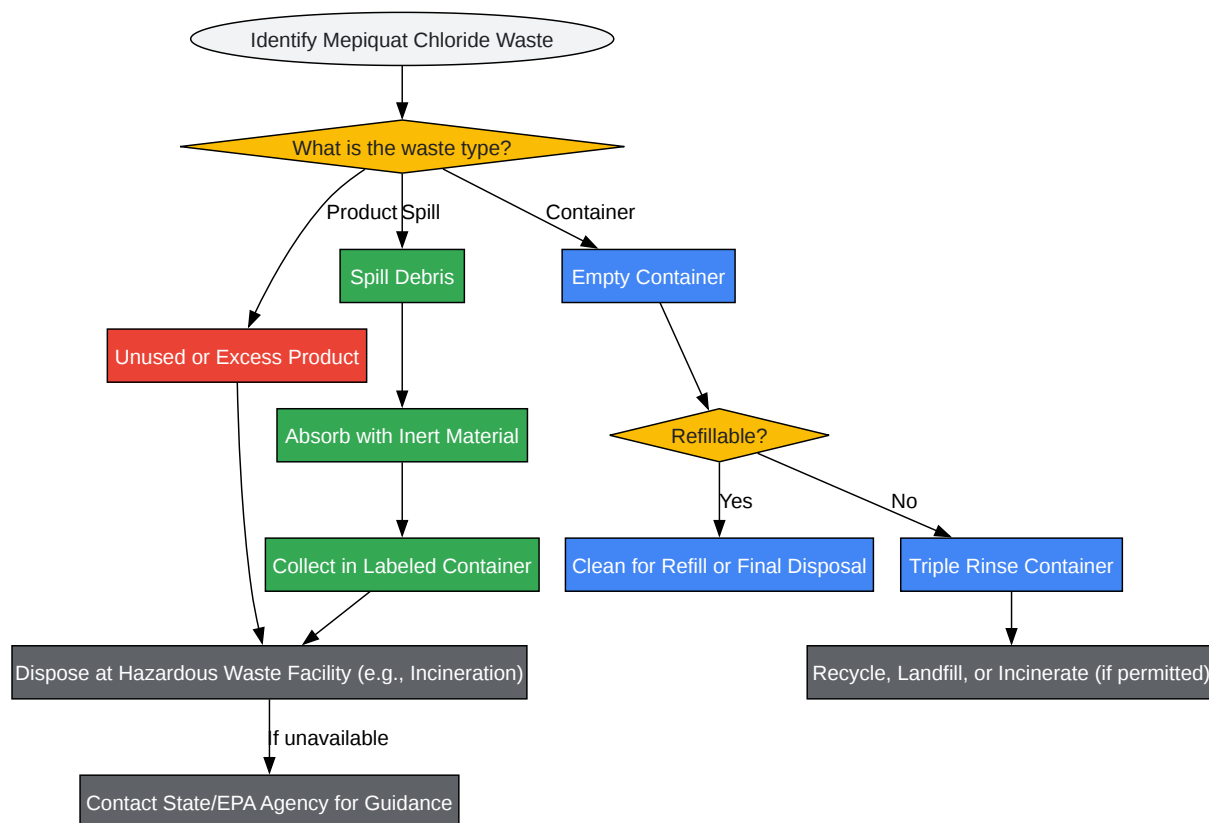 Identify Mepiquat Chloride Waste
What is the waste type?
Product
Spill
Container
Spill Debris
Empty Container
Unused or Excess Product
Absorb with Inert Material
Refillable?
Yes
No
Collect in Labeled Container
Clean for Refill or Final Disposal
Triple Rinse Container
Dispose at Hazardous Waste Facility (e.g., Incineration)
Recycle, Landfill, or Incinerate (if permitted)
If unavailable
Contact State/EPA Agency for Guidance